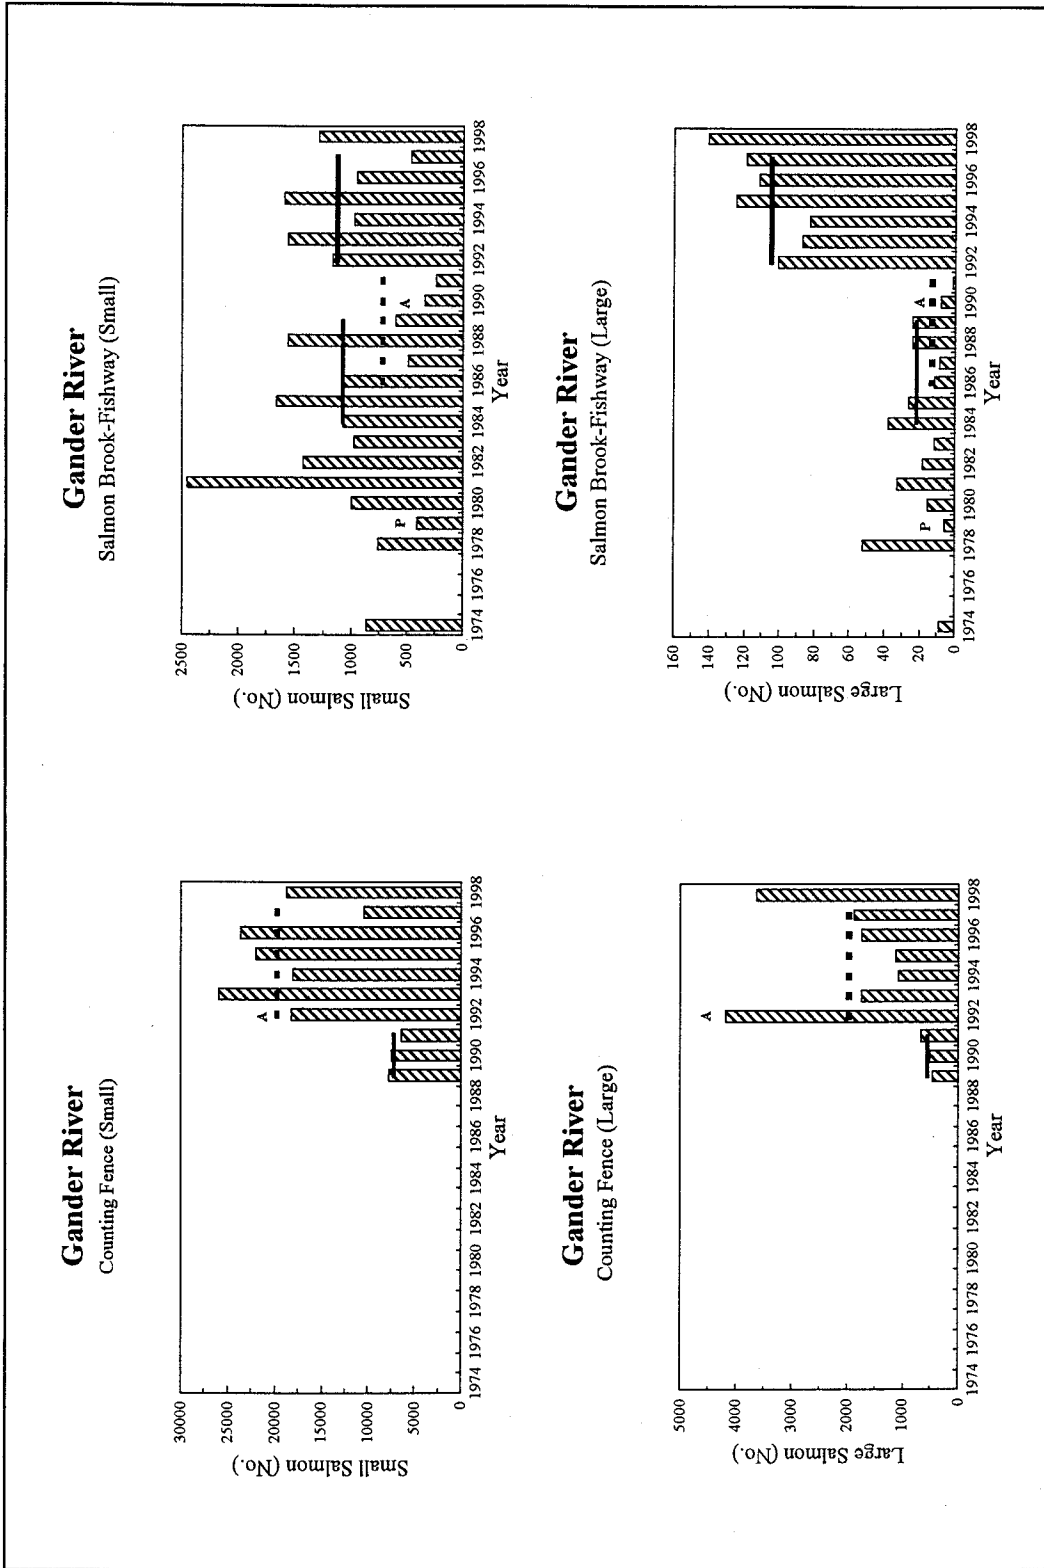 Gander River
Counting Fence (Small)
Small Salmon (No.)
30000
25000
20000
15000
10000
5000
0
A
1974 1976 1978 1980 1982 1984 1986 1988 1990 1992 1994 1996 1998
Year
Gander River
Salmon Brook-Fishway (Small)
Small Salmon (No.)
2500
2000
1500
1000
500
0
P
A
1974 1976 1978 1980 1982 1984 1986 1988 1990 1992 1994 1996 1998
Year
Gander River
Counting Fence (Large)
Large Salmon (No.)
5000
4000
3000
2000
1000
0
A
1974 1976 1978 1980 1982 1984 1986 1988 1990 1992 1994 1996 1998
Year
Gander River
Salmon Brook-Fishway (Large)
Large Salmon (No.)
160
140
120
100
80
60
40
20
0
P
A
1974 1976 1978 1980 1982 1984 1986 1988 1990 1992 1994 1996 1998
Year